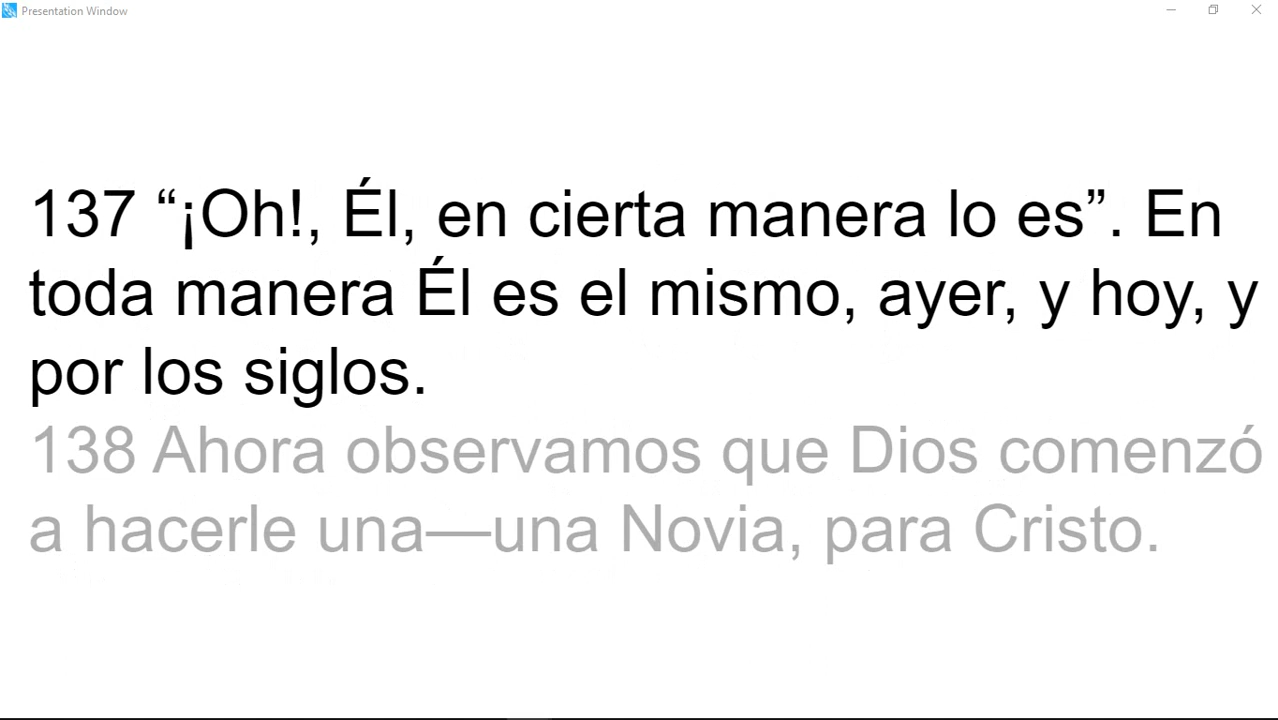 Presentation Window
137 “¡Oh!, Él, en cierta manera lo es”. En
toda manera Él es el mismo, ayer, y hoy, y
por los siglos.
138 Ahora observamos que Dios comenzó
a hacerle una—una Novia, para Cristo.